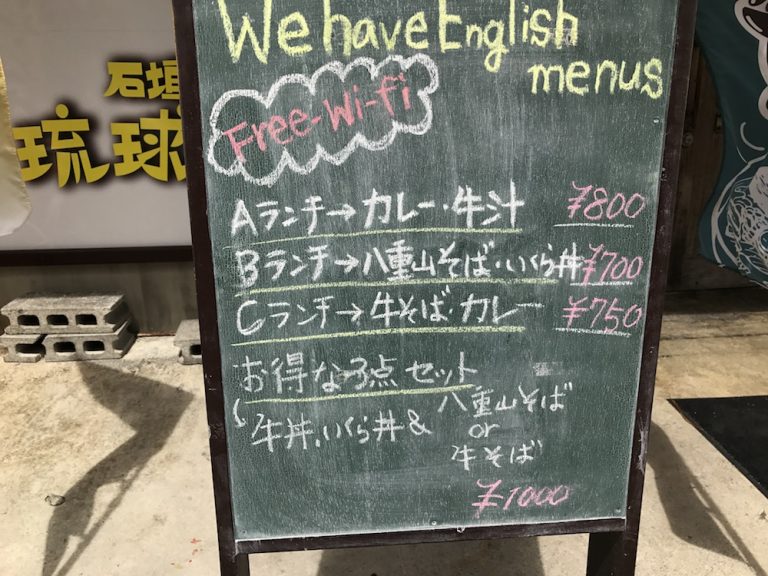 We have English
menus
Free-Wi-fi
石垣
琉球
Aランチ→カレー・牛汁 ¥800
Bランチ→八重山そば・いくら丼 ¥700
Cランチ→牛そば・カレー ¥750
お得な3点セット
牛丼、いくら丼 & 八重山そば
or
牛そば
¥1000